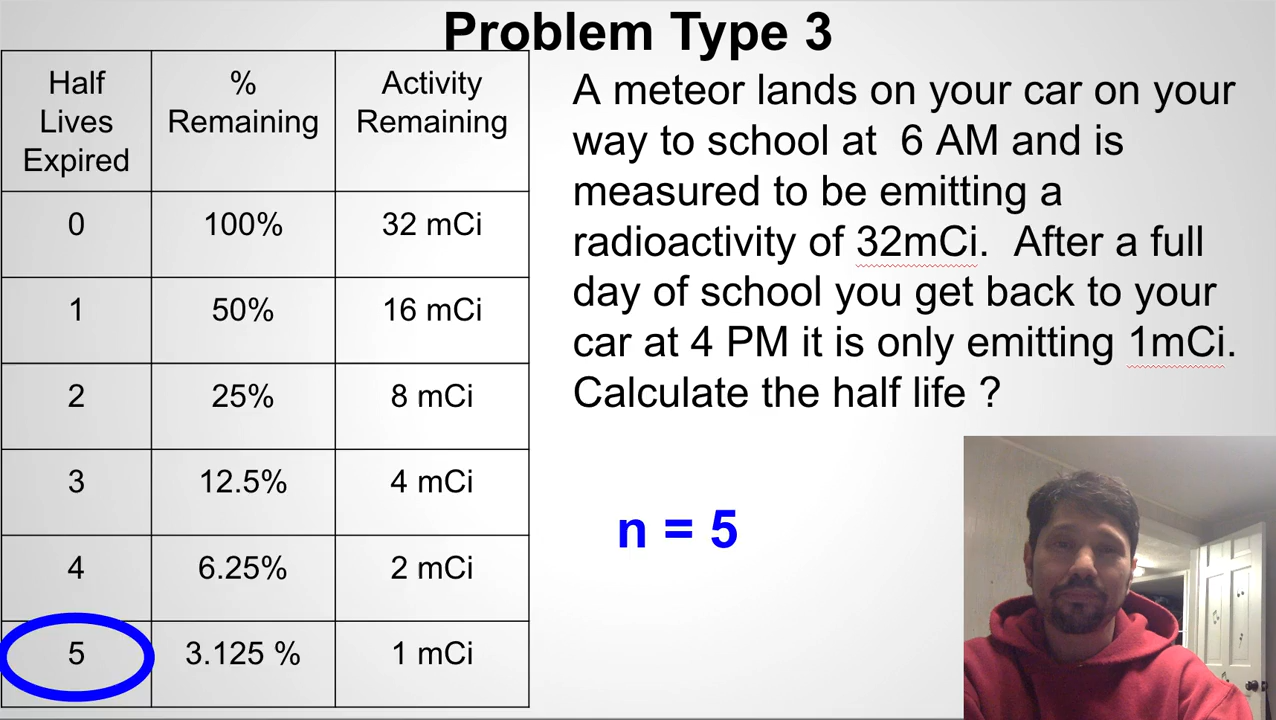 Problem Type 3
Half
Lives
Expired
%
Remaining
Activity
Remaining
0
100%
32 mCi
1
50%
16 mCi
2
25%
8 mCi
3
12.5%
4 mCi
4
6.25%
2 mCi
5
3.125 %
1 mCi
A meteor lands on your car on your
way to school at  6 AM and is
measured to be emitting a
radioactivity of 32mCi.  After a full
day of school you get back to your
car at 4 PM it is only emitting 1mCi.
Calculate the half life ?
n = 5